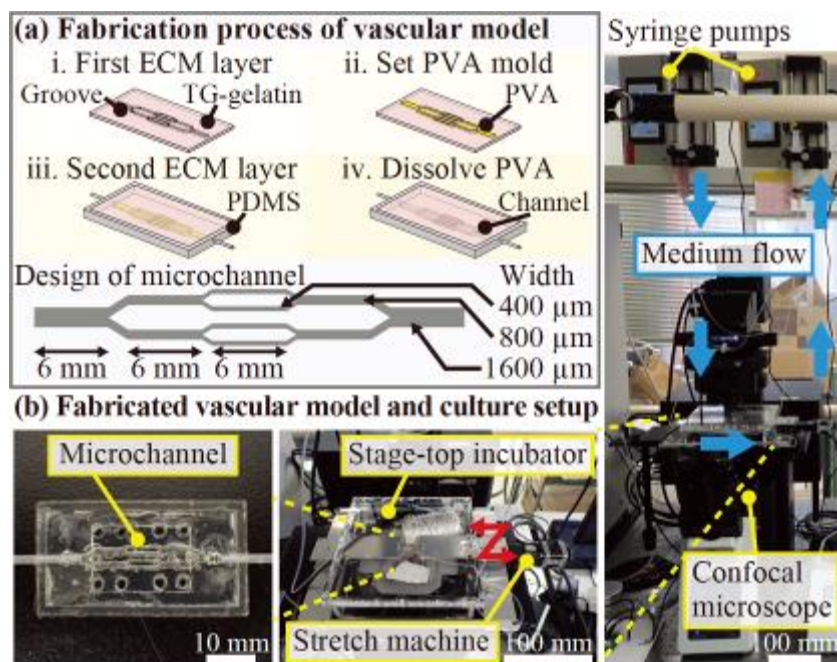 (a) Fabrication process of vascular model
i. First ECM layer
ii. Set PVA mold
Groove
TG-gelatin
PVA
iii. Second ECM layer
iv. Dissolve PVA
PDMS
Channel
Design of microchannel
Width
400 µm
800 µm
1600 µm
6 mm
6 mm
6 mm
(b) Fabricated vascular model and culture setup
Microchannel
10 mm
Stage-top incubator
Stretch machine
100 mm
Syringe pumps
Medium flow
Confocal
microscope
100 mm